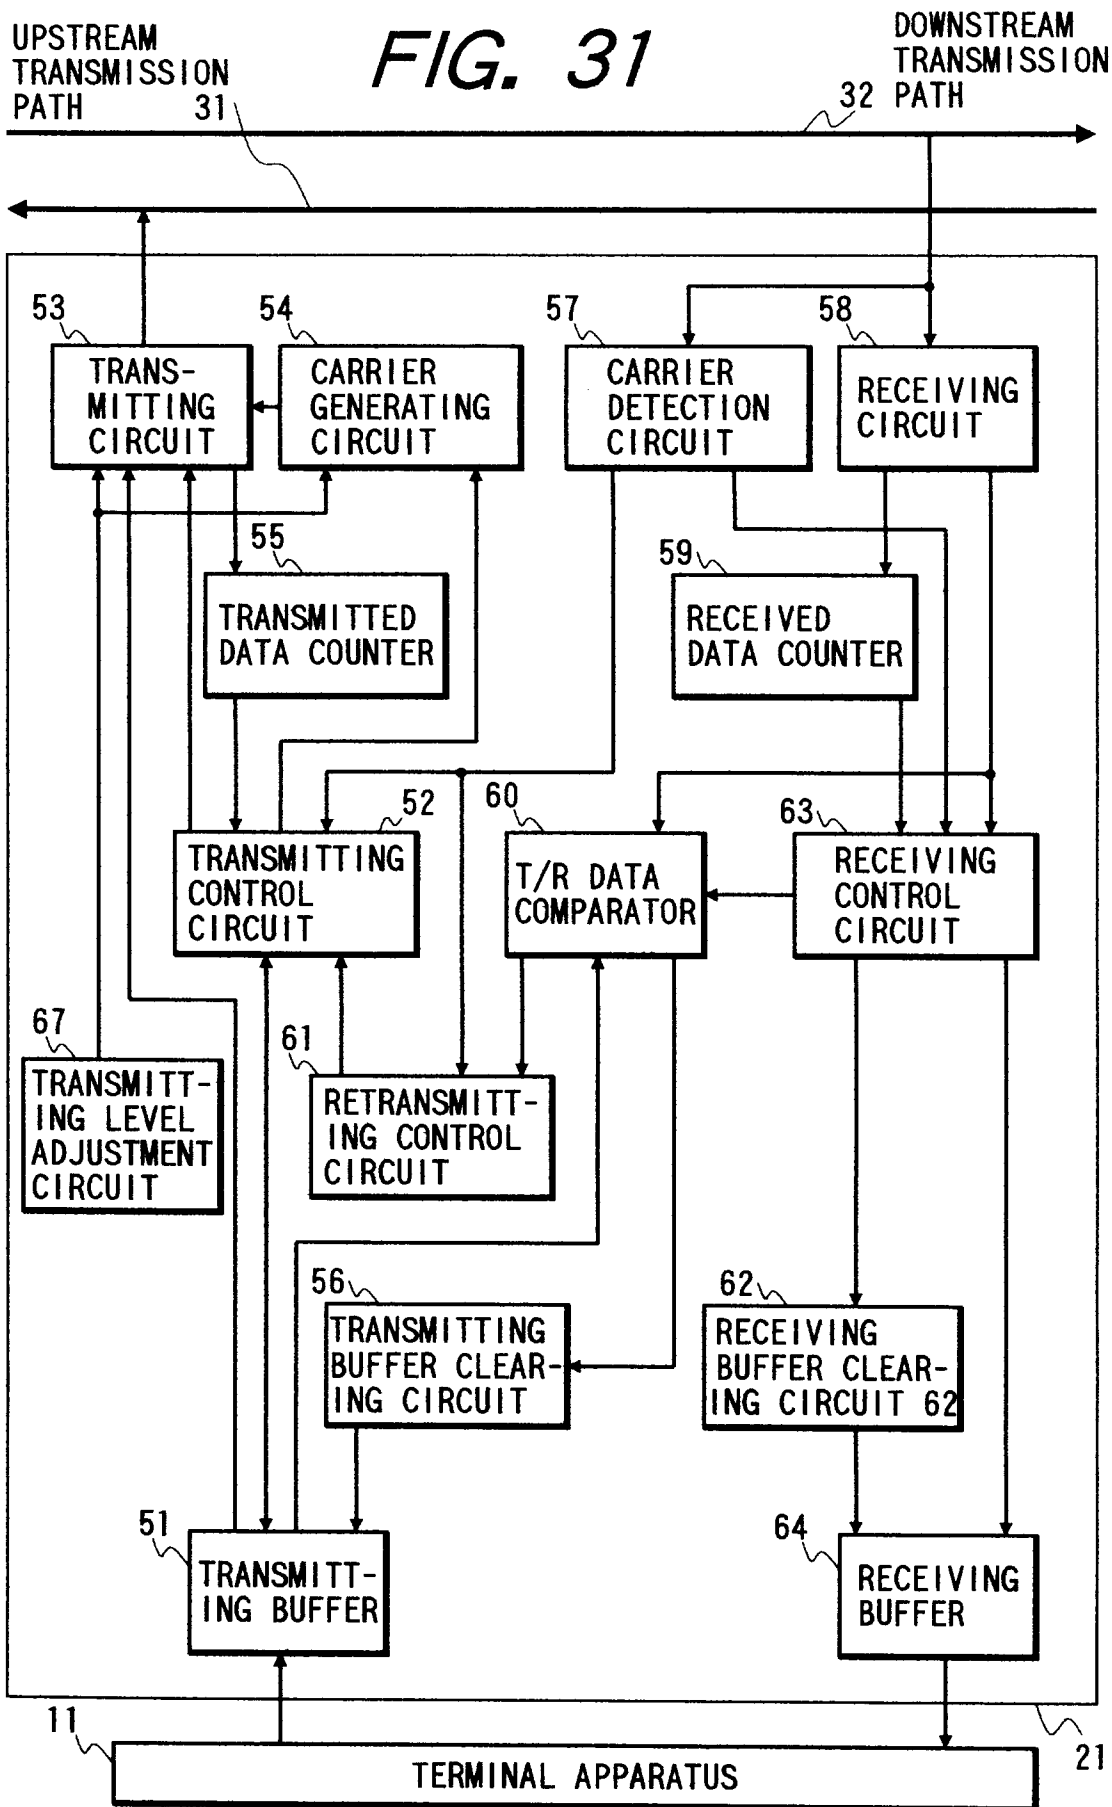 UPSTREAM
TRANSMISSION
PATH
31
FIG. 31
DOWNSTREAM
TRANSMISSION
PATH
32
53
TRANS-
MITTING
CIRCUIT
54
CARRIER
GENERATING
CIRCUIT
57
CARRIER
DETECTION
CIRCUIT
58
RECEIVING
CIRCUIT
55
TRANSMITTED
DATA COUNTER
59
RECEIVED
DATA COUNTER
52
TRANSMITTING
CONTROL
CIRCUIT
60
T/R DATA
COMPARATOR
63
RECEIVING
CONTROL
CIRCUIT
67
TRANSMITT-
ING LEVEL
ADJUSTMENT
CIRCUIT
61
RETRANSMITT-
ING CONTROL
CIRCUIT
56
TRANSMITTING
BUFFER CLEAR-
ING CIRCUIT
62
RECEIVING
BUFFER CLEAR-
ING CIRCUIT 62
51
TRANSMITT-
ING BUFFER
64
RECEIVING
BUFFER
11
TERMINAL APPARATUS
21